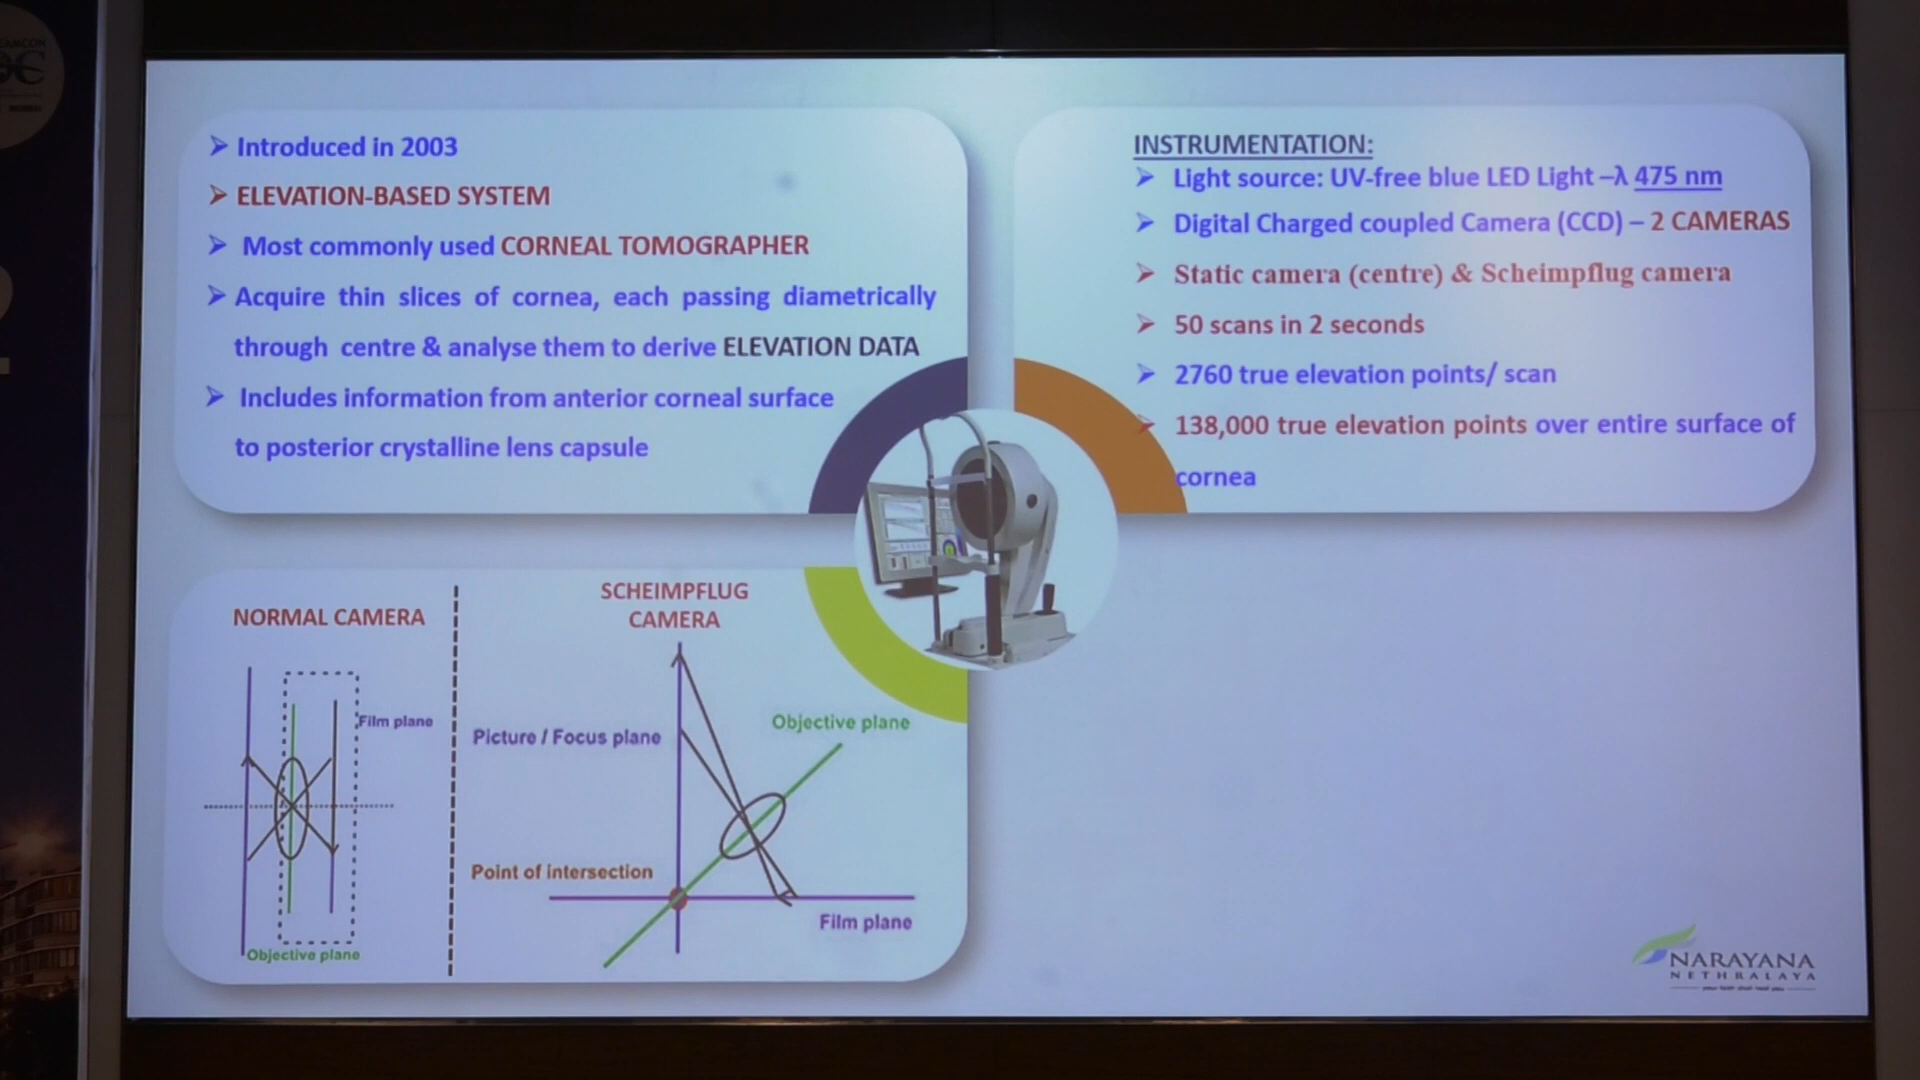 Introduced in 2003
ELEVATION-BASED SYSTEM
Most commonly used CORNEAL TOMOGRAPHER
Acquire thin slices of cornea, each passing diametrically
through centre & analyse them to derive ELEVATION DATA
Includes information from anterior corneal surface
to posterior crystalline lens capsule
INSTRUMENTATION:
Light source: UV-free blue LED Light –λ 475 nm
Digital Charged coupled Camera (CCD) – 2 CAMERAS
Static camera (centre) & Scheimpflug camera
50 scans in 2 seconds
2760 true elevation points/ scan
138,000 true elevation points over entire surface of
cornea
NORMAL CAMERA
Film plane
Objective plane
SCHEIMPFLUG
CAMERA
Picture / Focus plane
Objective plane
Point of intersection
Film plane
NARAYANA
NETHRALAYA